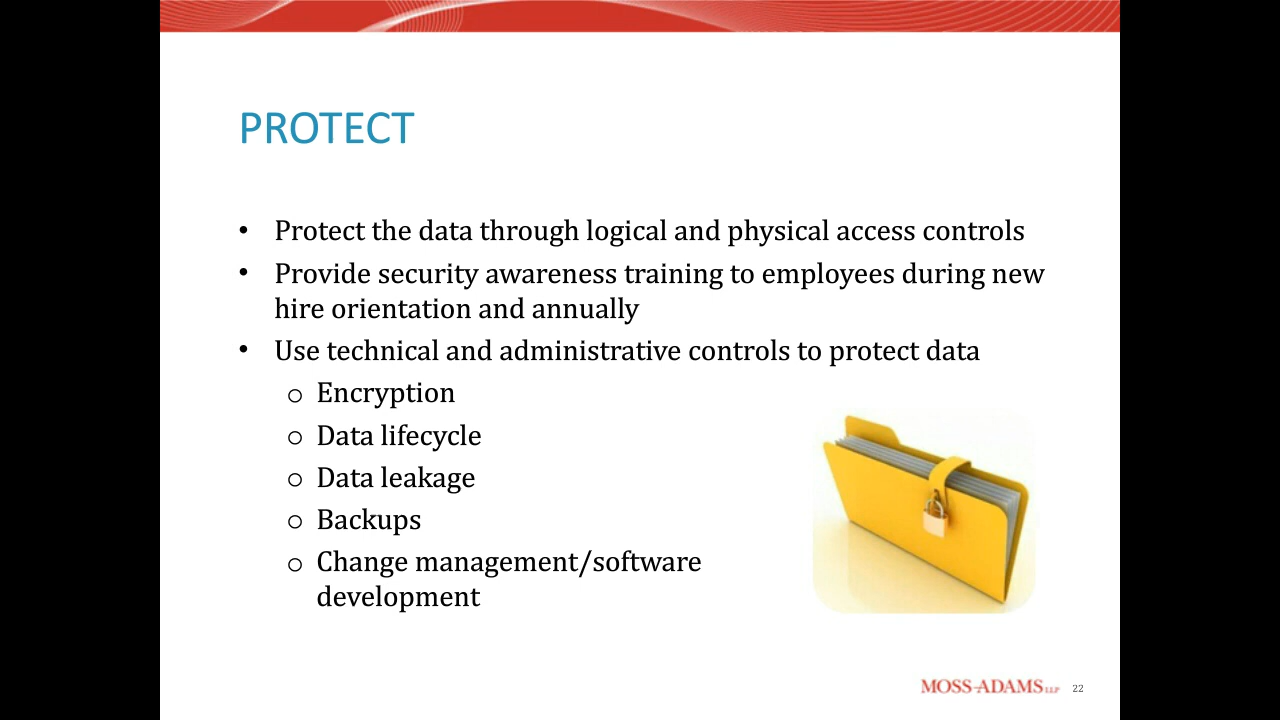 PROTECT
• Protect the data through logical and physical access controls
• Provide security awareness training to employees during new
hire orientation and annually
• Use technical and administrative controls to protect data
o Encryption
o Data lifecycle
o Data leakage
o Backups
o Change management/software
development
MOSS-ADAMS LLP 22